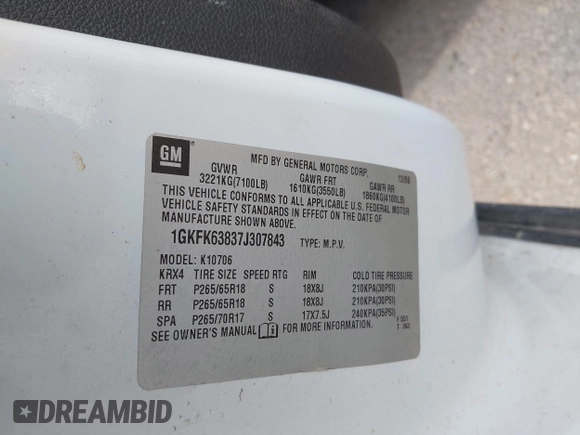 GM
MFD BY GENERAL MOTORS CORP. 12/06
GVWR GAWR FRT GAWR RR
3221KG(7100LB) 1610KG(3550LB) 1860KG(4100LB)
THIS VEHICLE CONFORMS TO ALL APPLICABLE U.S. FEDERAL MOTOR
VEHICLE SAFETY STANDARDS IN EFFECT ON THE DATE OF
MANUFACTURE SHOWN ABOVE.
1GKFK63837J307843 TYPE: M.P.V.
MODEL: K10706
KRX4 TIRE SIZE SPEED RTG RIM COLD TIRE PRESSURE
FRT P265/65R18 S 18X8J 210KPA(30PSI)
RR P265/65R18 S 18X8J 210KPA(30PSI)
SPA P265/70R17 S 17X7.5J 240KPA(35PSI)
SEE OWNER'S MANUAL FOR MORE INFORMATION.
DREAMBID